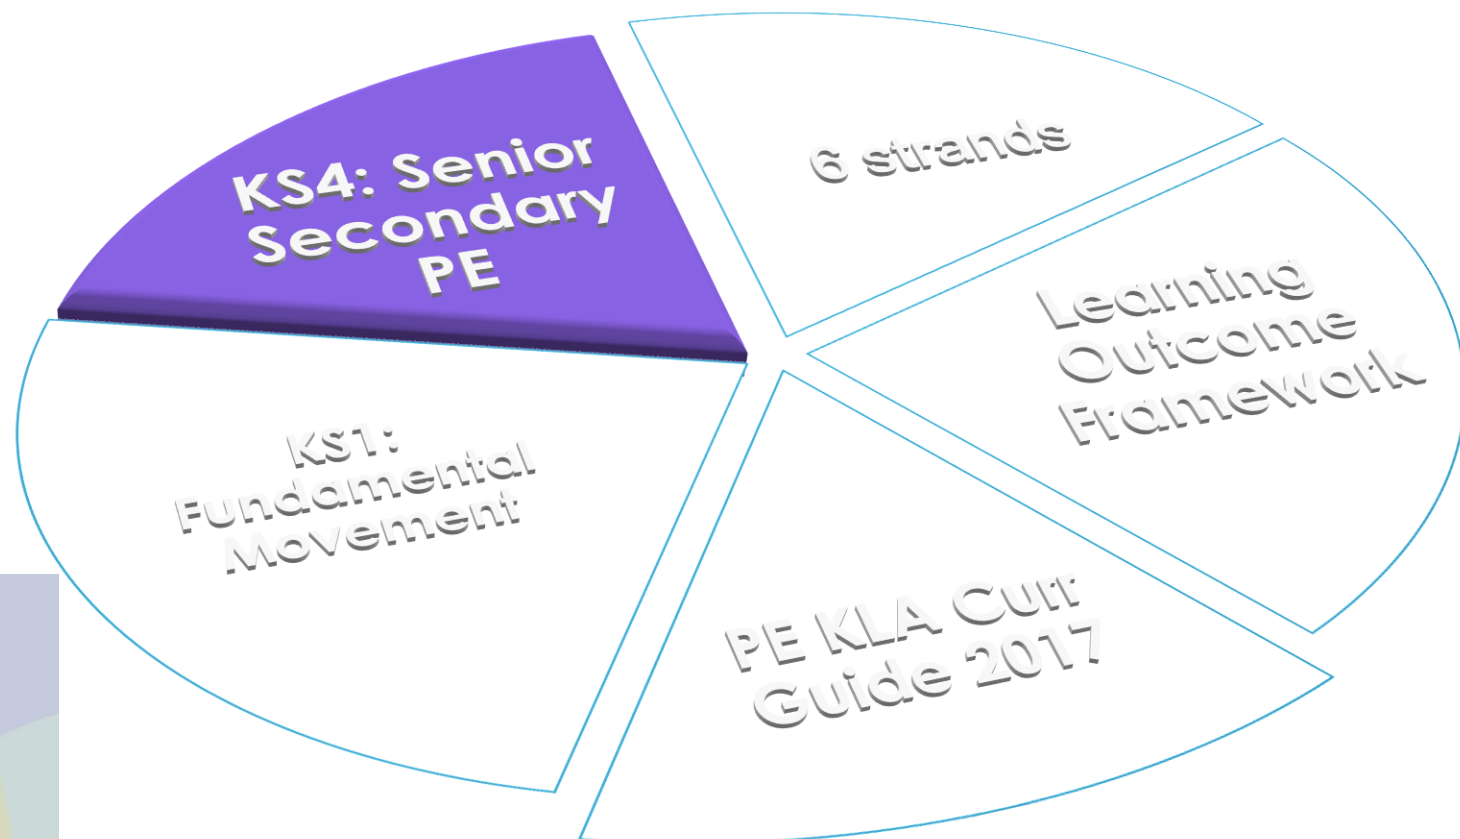 KS4: Senior
Secondary
PE
6 strands
Learning
Outcome
Framework
PE KLA Curr
Guide 2017
KS1:
Fundamental
Movement